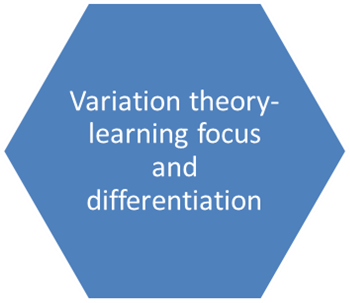 Variation theory-
learning focus
and
differentiation